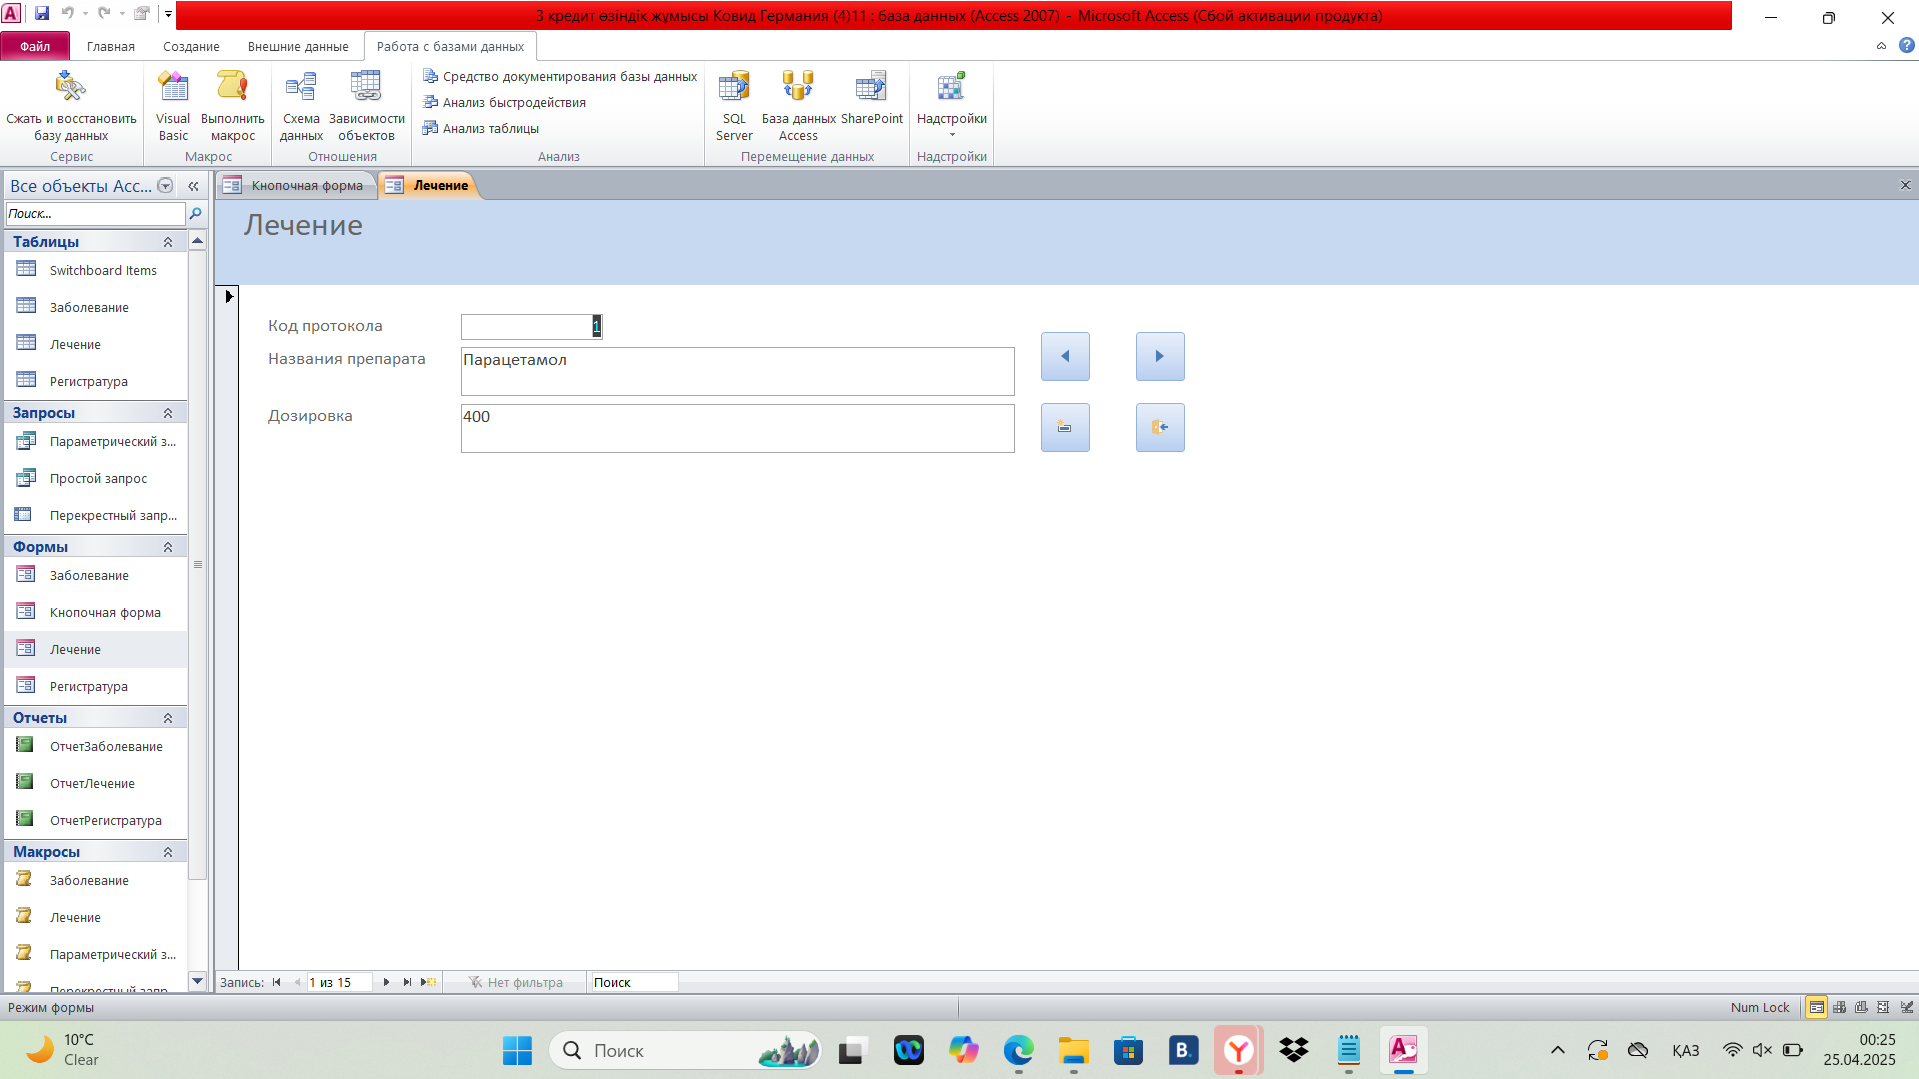 3 кредит өзіндік жұмысы Ковид Германия (4)11 : база данных (Access 2007) - Microsoft Access (Сбой активации продукта)
Файл Главная Создание Внешние данные Работа с базами данных
Сжать и восстановить базу данных
Visual Basic
Выполнить макрос
Схема данных
Зависимости объектов
Средство документирования базы данных
Анализ быстродействия
Анализ таблицы
SQL Server
База данных Access
SharePoint
Надстройки
Сервис Макрос Отношения Анализ Перемещение данных Надстройки
Все объекты Acc...
Поиск...
Таблицы
Switchboard Items
Заболевание
Лечение
Регистратура
Запросы
Параметрический з...
Простой запрос
Перекрестный запр...
Формы
Заболевание
Кнопочная форма
Лечение
Регистратура
Отчеты
ОтчетЗаболевание
ОтчетЛечение
ОтчетРегистратура
Макросы
Заболевание
Лечение
Параметрический з...
Перекрестный запр...
Кнопочная форма Лечение
Лечение
Код протокола 1
Названия препарата Парацетамол
Дозировка 400
Запись: 1 из 15 Нет фильтра Поиск
Режим формы Num Lock
10°C
Clear
Поиск
B.
ҚАЗ
00:25
25.04.2025